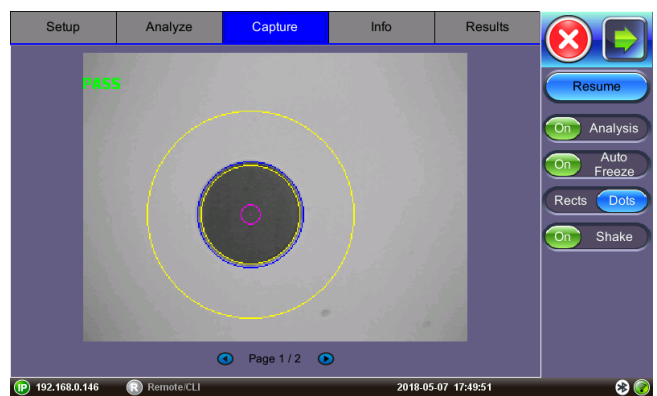 Setup Analyze Capture Info Results
PASS
Resume
On Analysis
On Auto Freeze
Rects Dots
On Shake
Page 1 / 2
IP 192.168.0.146 R Remote/CLI 2018-05-07 17:49:51